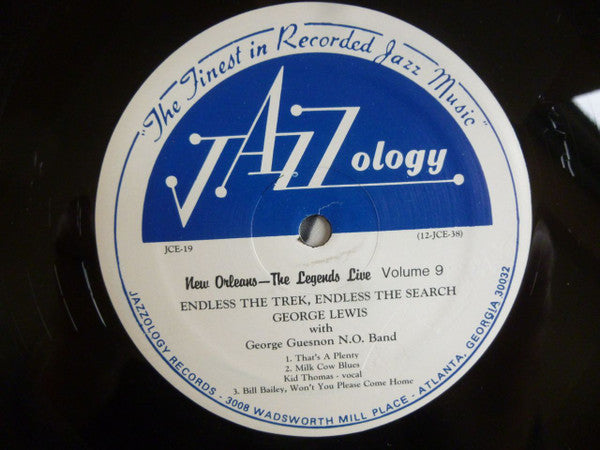 "The Finest in Recorded Jazz Music"
JAZZology
JCE-19
(12-JCE-38)
New Orleans—The Legends Live Volume 9
ENDLESS THE TREK, ENDLESS THE SEARCH
GEORGE LEWIS
with
George Guesnon N.O. Band
1. That's A Plenty
2. Milk Cow Blues
Kid Thomas - vocal
3. Bill Bailey, Won't You Please Come Home
JAZZOLOGY RECORDS - 3008 WADSWORTH MILL PLACE - ATLANTA, GEORGIA 30032